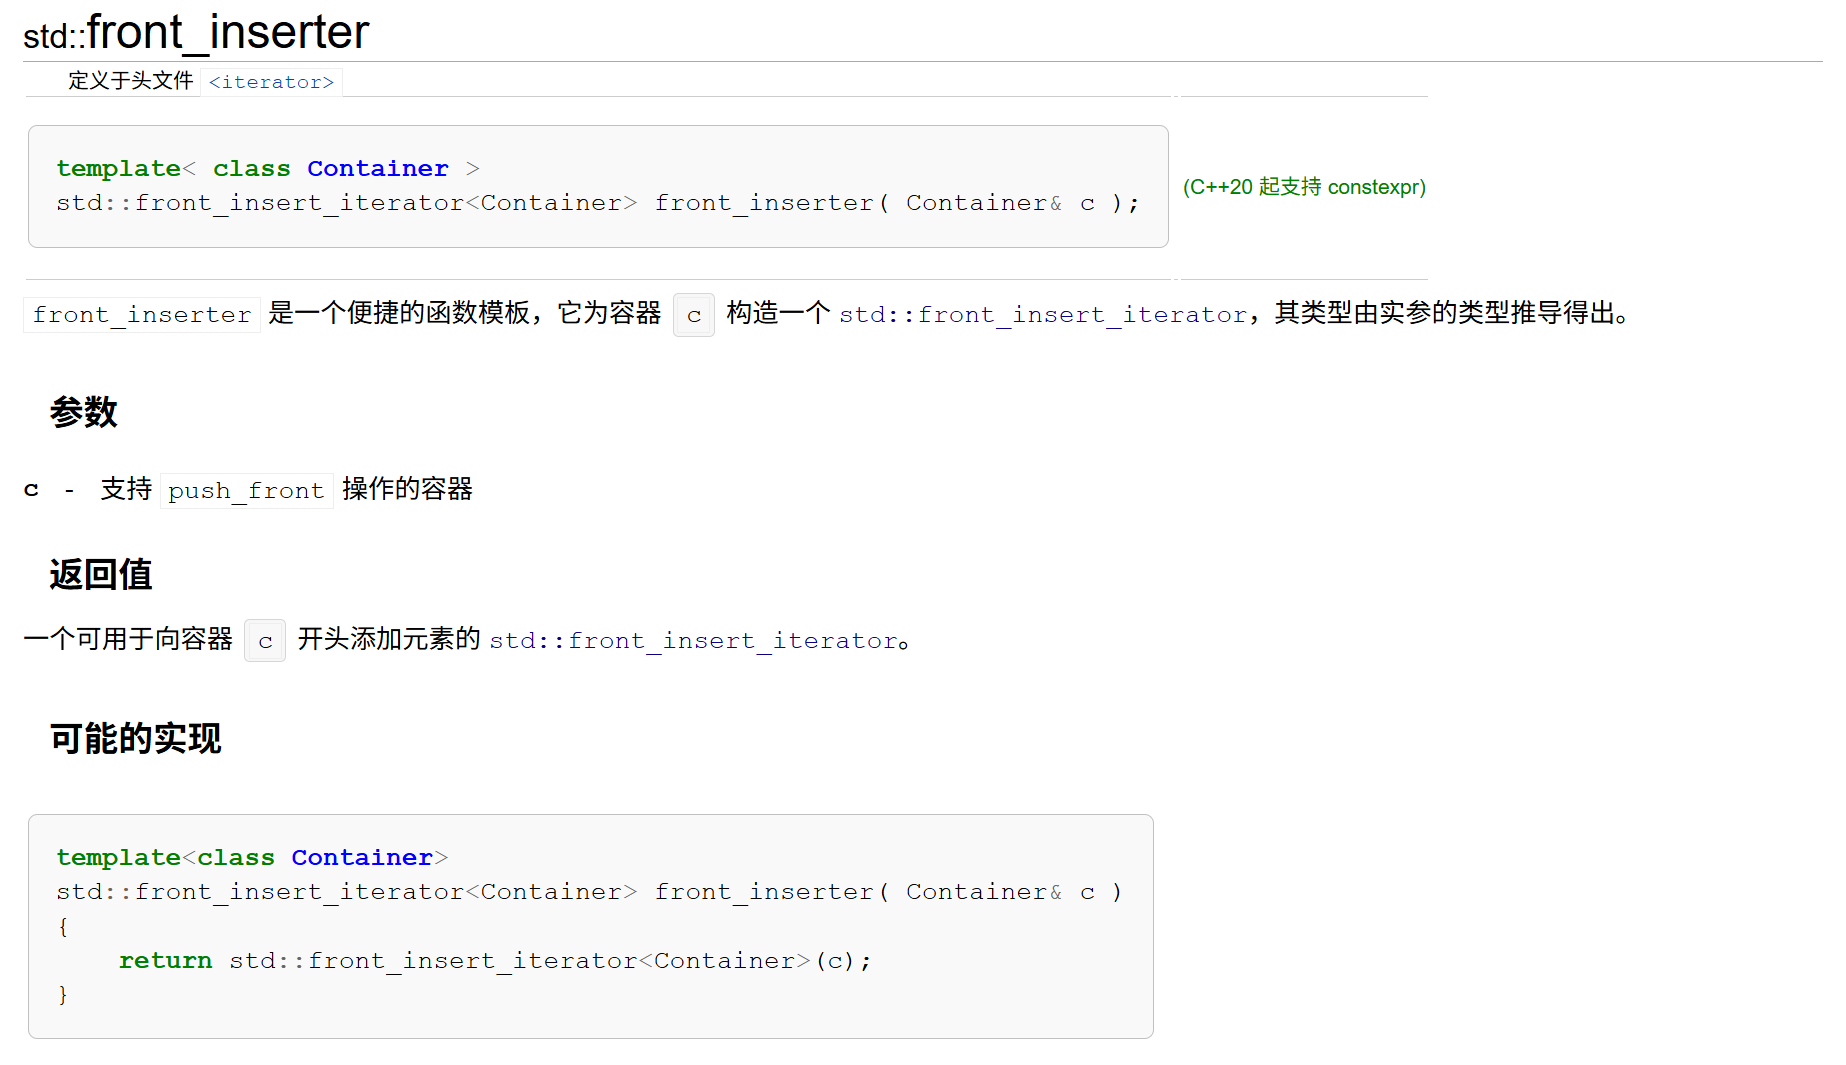 std::front_inserter
定义于头文件 <iterator>
template< class Container >
std::front_insert_iterator<Container> front_inserter( Container& c );
(C++20 起支持 constexpr)
front_inserter 是一个便捷的函数模板，它为容器 c 构造一个 std::front_insert_iterator，其类型由实参的类型推导得出。
参数
c - 支持 push_front 操作的容器
返回值
一个可用于向容器 c 开头添加元素的 std::front_insert_iterator。
可能的实现
template<class Container>
std::front_insert_iterator<Container> front_inserter( Container& c )
{
    return std::front_insert_iterator<Container>(c);
}